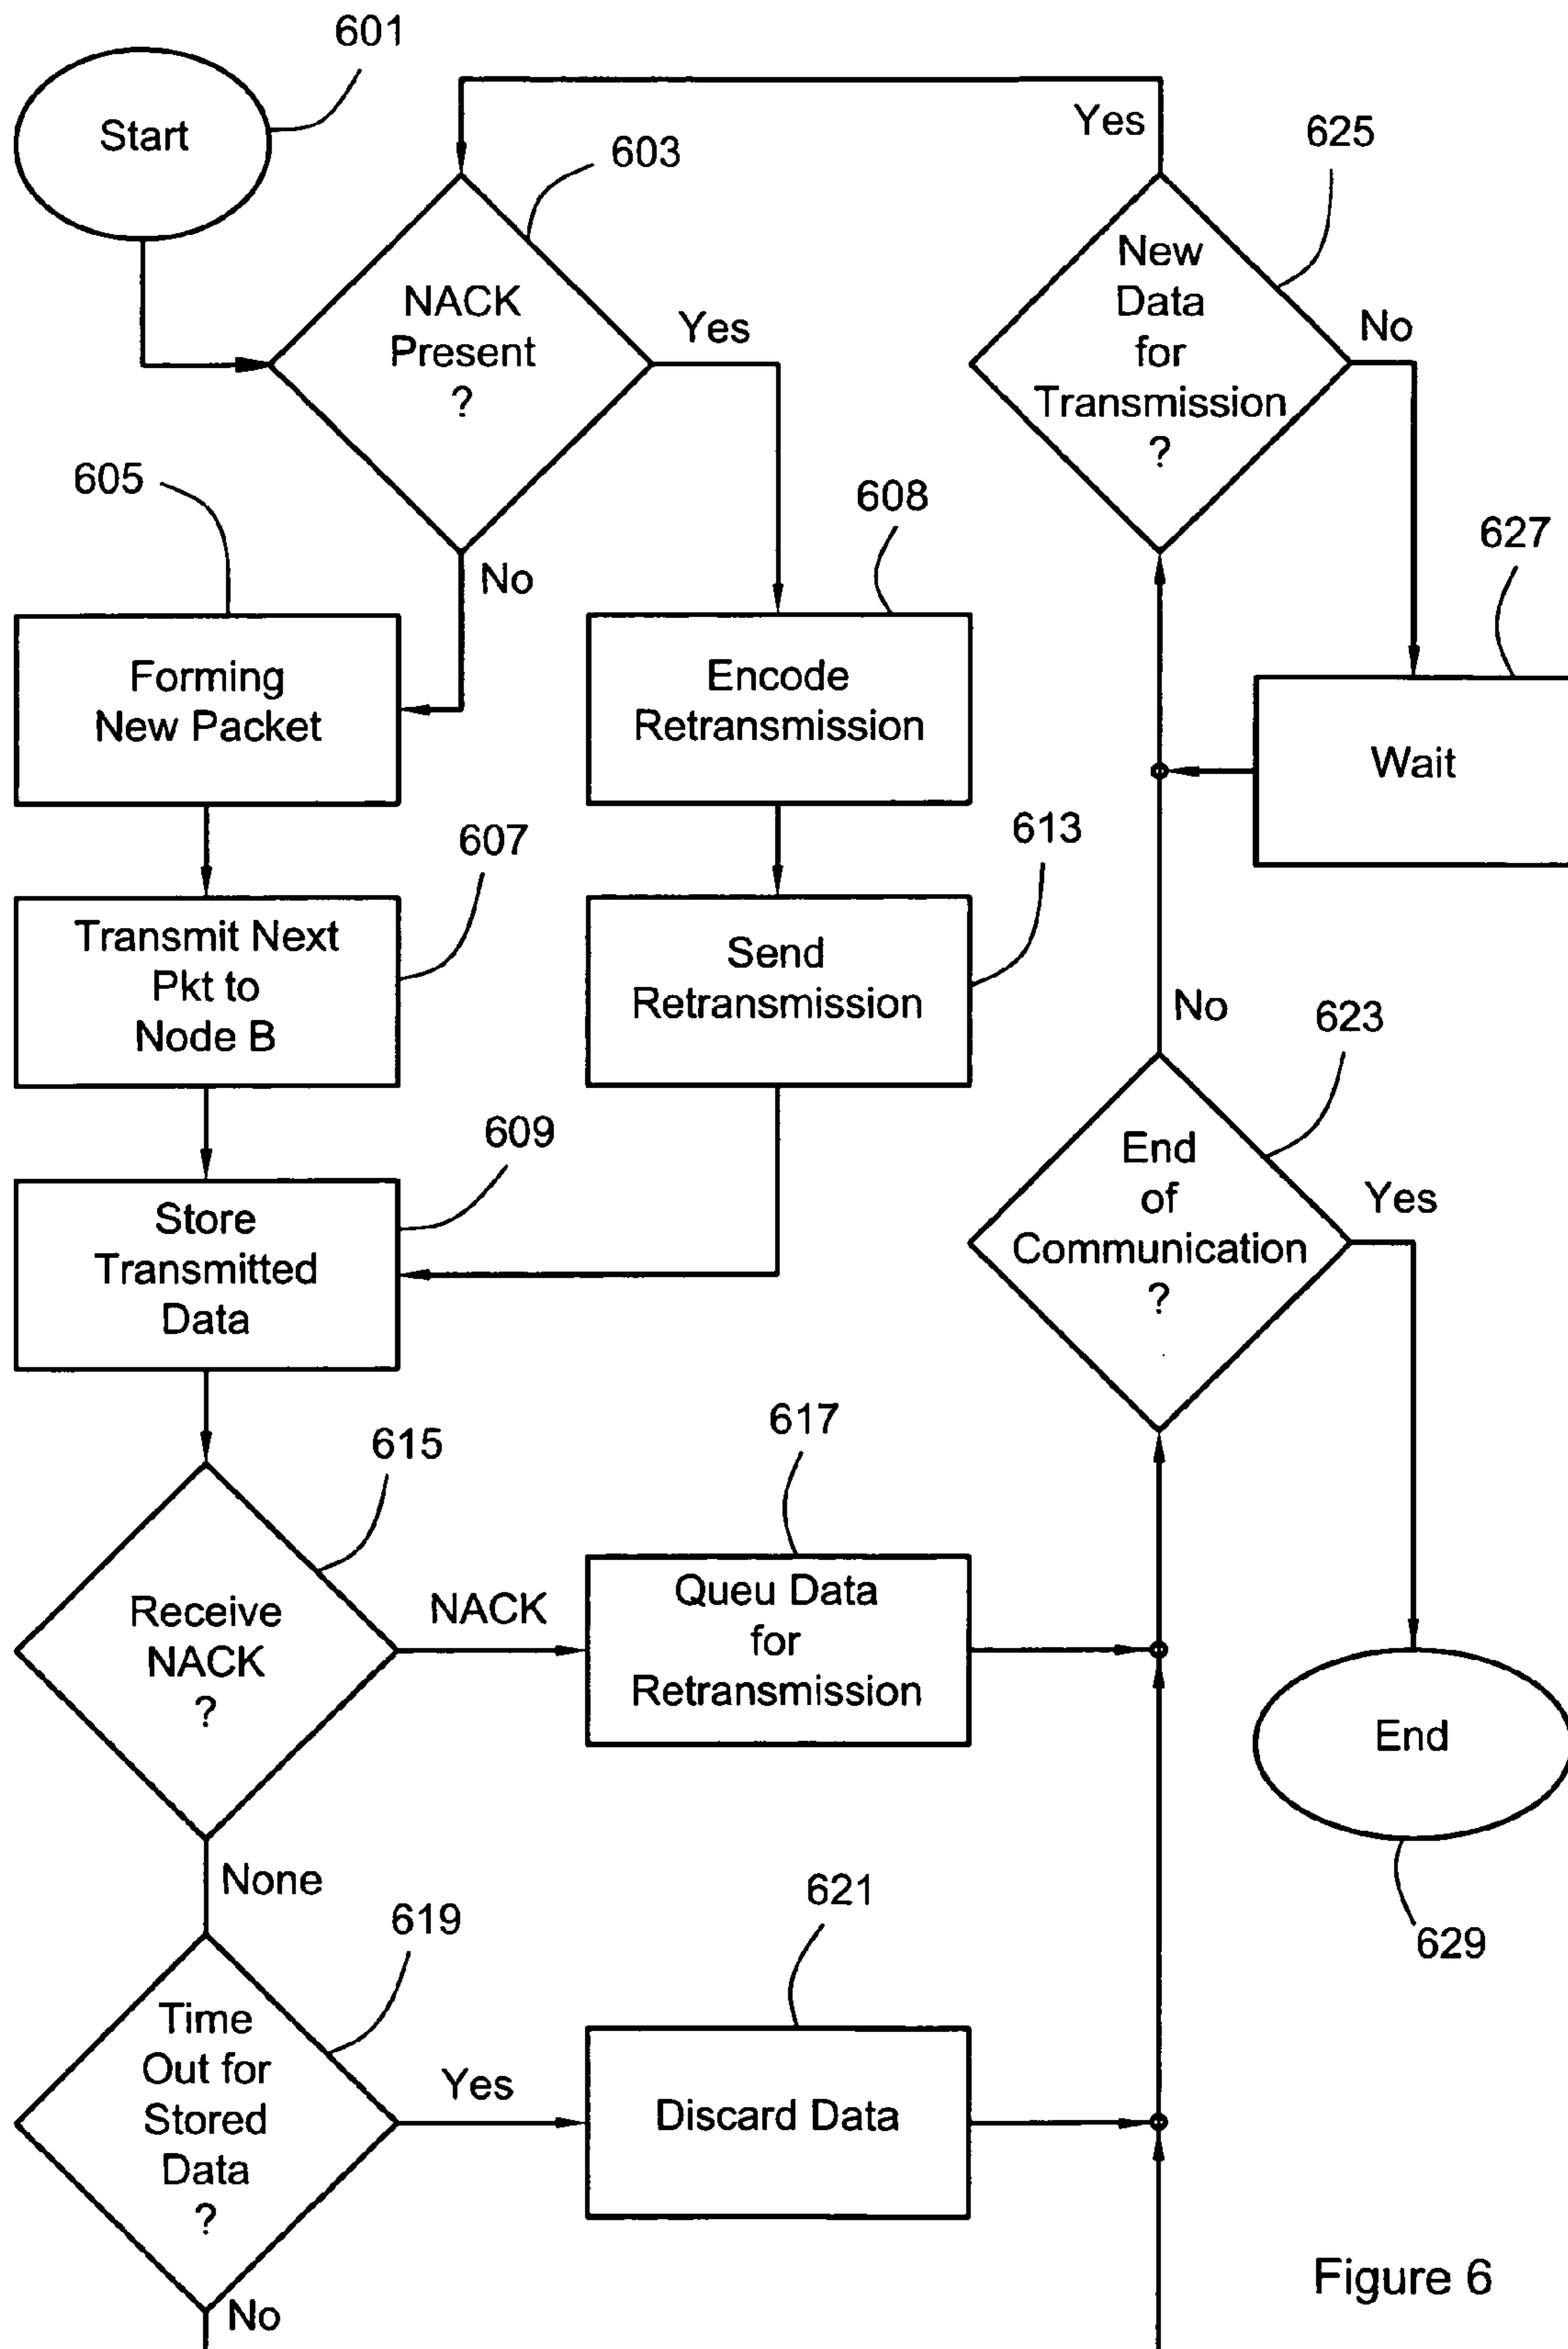 601
Start
Yes
625
603
New
Data
for
Transmission
?
NACK
Present
?
Yes
No
605
608
627
No
Forming
New Packet
Encode
Retransmission
Wait
607
613
Transmit Next
Pkt to
Node B
Send
Retransmission
No
623
609
End
of
Communication
?
Yes
Store
Transmitted
Data
617
615
Receive
NACK
?
NACK
Queu Data
for
Retransmission
End
None
621
619
629
Time
Out for
Stored
Data
?
Yes
Discard Data
No
Figure 6